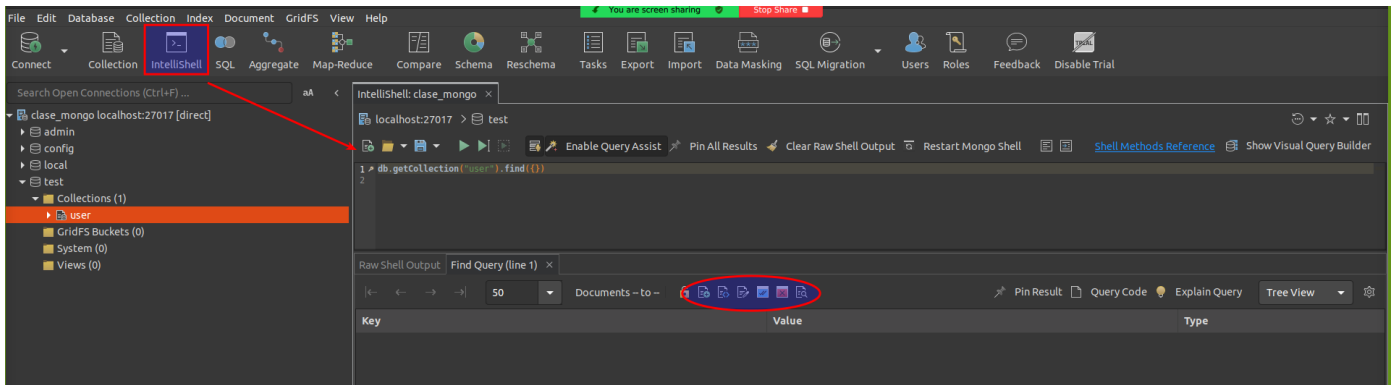 File Edit Database Collection Index Document GridFS View Help
You are screen sharing Stop Share
Connect Collection IntelliShell SQL Aggregate Map-Reduce Compare Schema Reschema Tasks Export Import Data Masking SQL Migration Users Roles Feedback Disable Trial
TRIAL
Search Open Connections (Ctrl+F) ... aA
IntelliShell: clase_mongo
clase_mongo localhost:27017 [direct]
localhost:27017 > test
admin
config
local
test
Collections (1)
user
GridFS Buckets (0)
System (0)
Views (0)
Enable Query Assist Pin All Results Clear Raw Shell Output Restart Mongo Shell Shell Methods Reference Show Visual Query Builder
1 db.getCollection("user").find({})
2
Raw Shell Output Find Query (line 1)
50 Documents -- to -- Pin Result Query Code Explain Query Tree View
Key Value Type